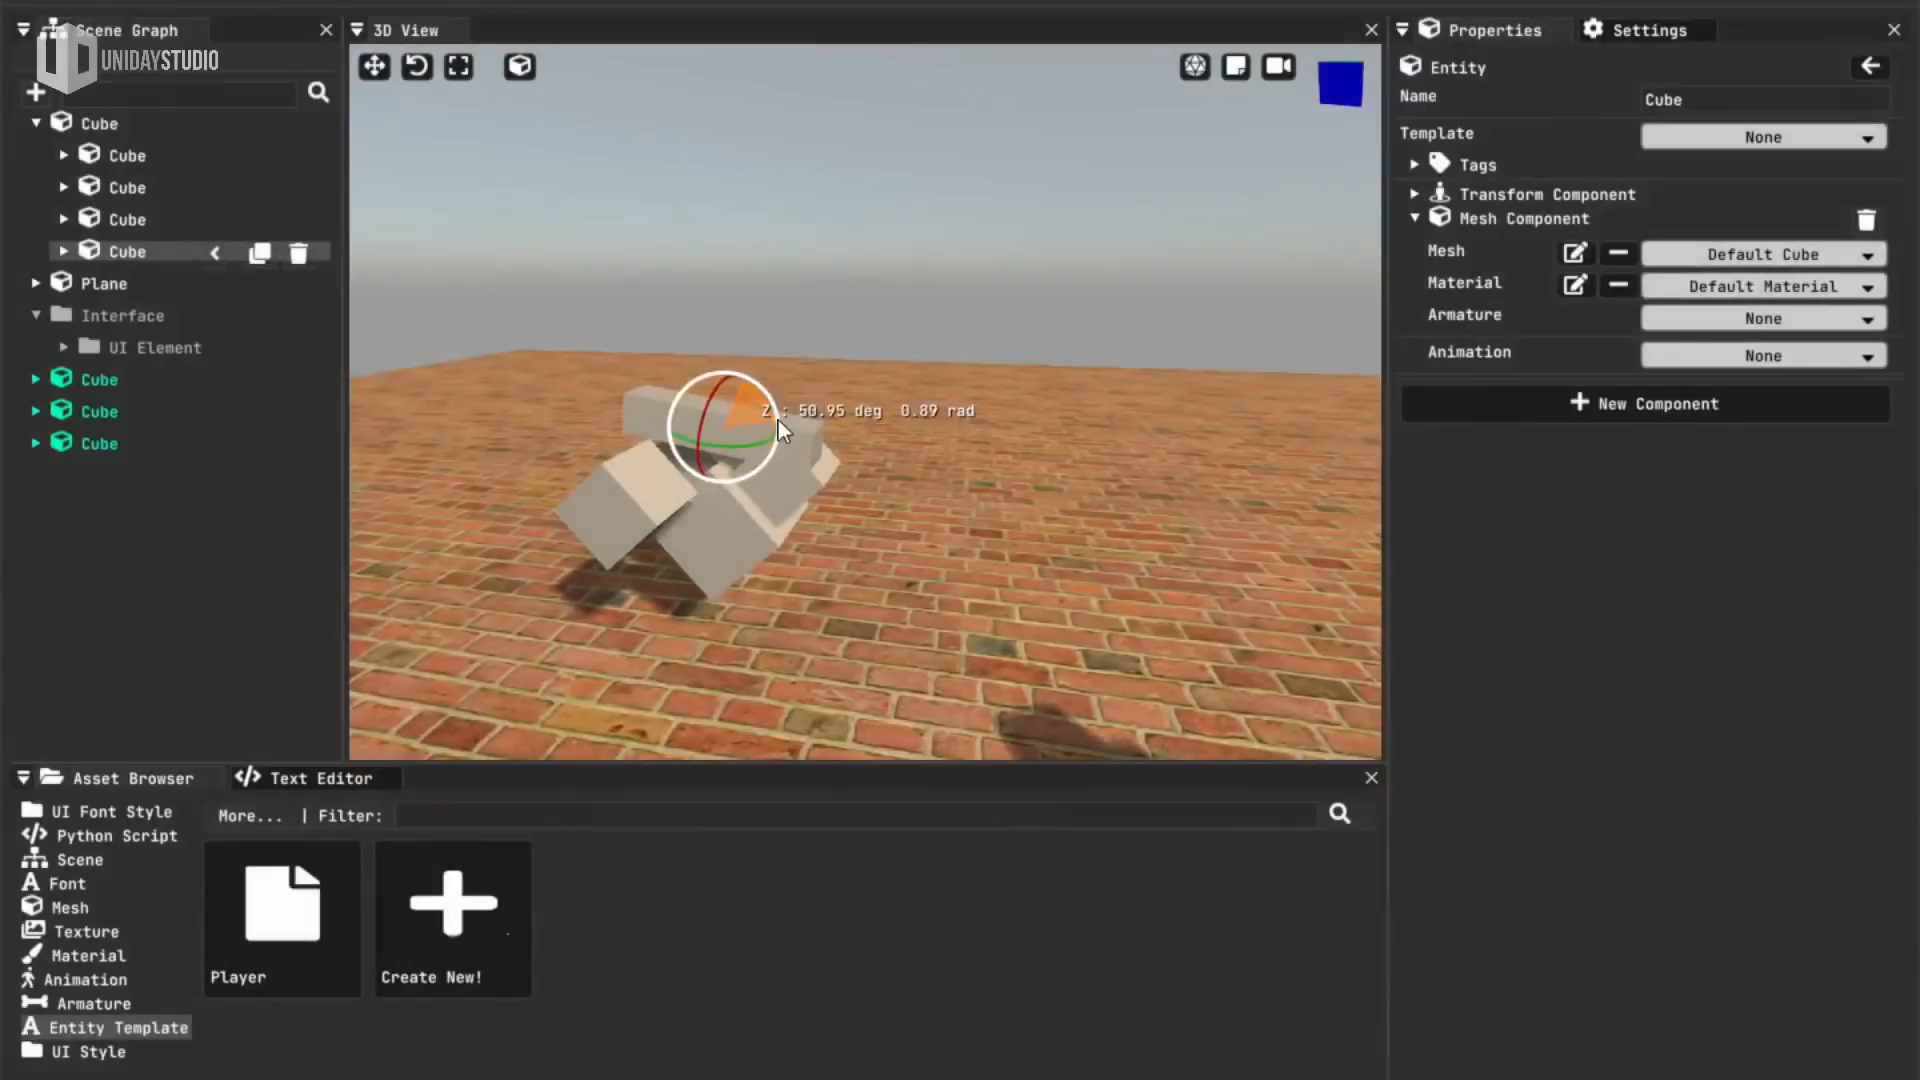 Scene Graph
UNIDAYSTUDIO
Cube
Cube
Cube
Cube
Cube
Plane
Interface
UI Element
Cube
Cube
Cube
3D View
Z : 50.95 deg 0.89 rad
Properties
Settings
Entity
Name
Cube
Template
None
Tags
Transform Component
Mesh Component
Mesh
Default Cube
Material
Default Material
Armature
None
Animation
None
New Component
Asset Browser
Text Editor
UI Font Style
Python Script
Scene
Font
Mesh
Texture
Material
Animation
Armature
Entity Template
UI Style
More... | Filter:
Player
Create New!